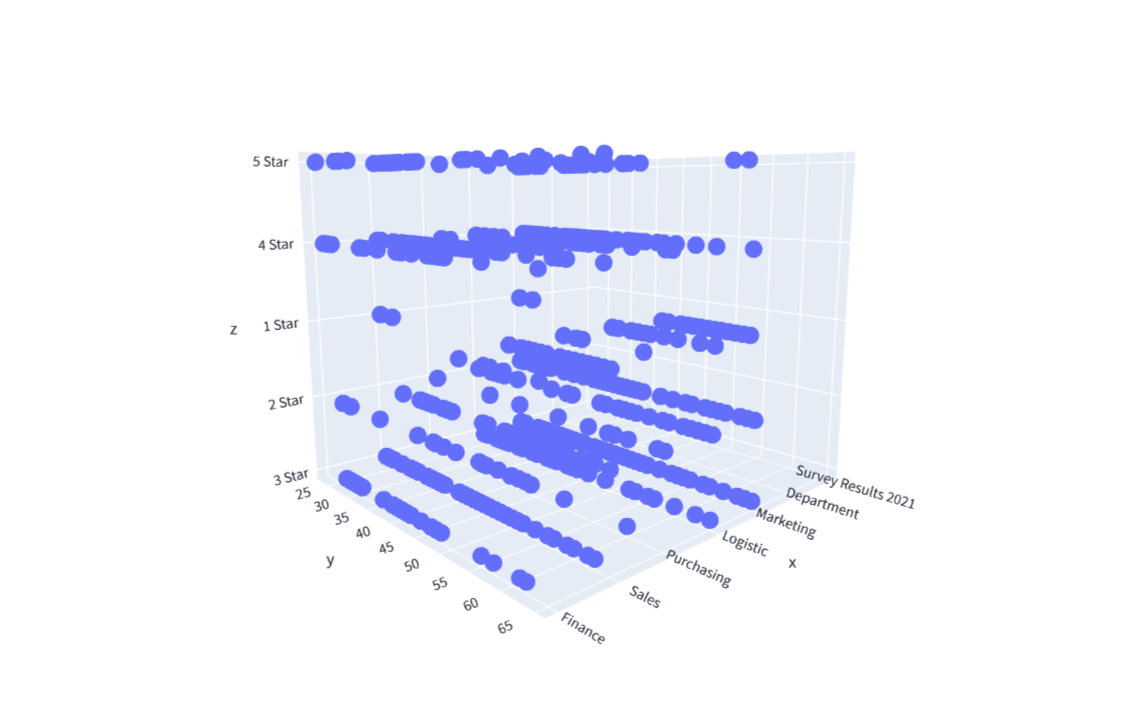 5 Star
4 Star
1 Star
2 Star
3 Star
z
25
30
35
40
45
50
55
60
65
y
Survey Results 2021
Department
Marketing
Logistic
Purchasing
Sales
Finance
x